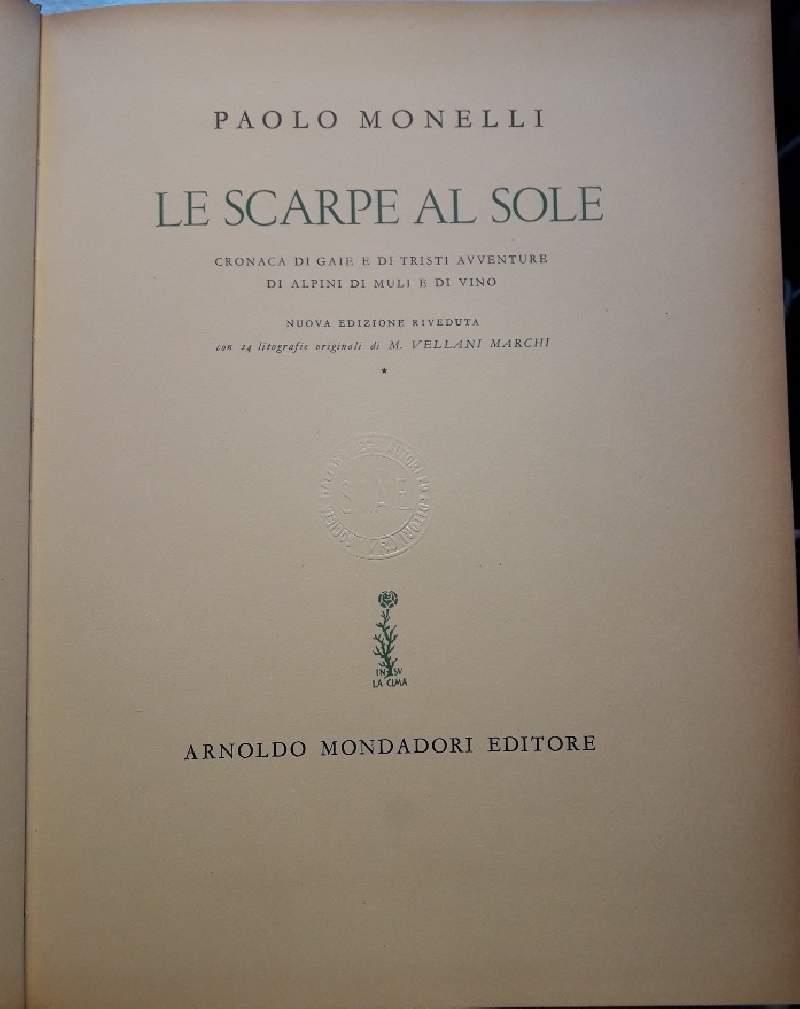 PAOLO MONELLI
LE SCARPE AL SOLE
CRONACA DI GAIE E DI TRISTI AVVENTURE
DI ALPINI DI MULI E DI VINO
NUOVA EDIZIONE RIVEDUTA
con 24 litografie originali di M. VELLANI MARCHI
SIAE
IN SV
LA CIMA
ARNOLDO MONDADORI EDITORE